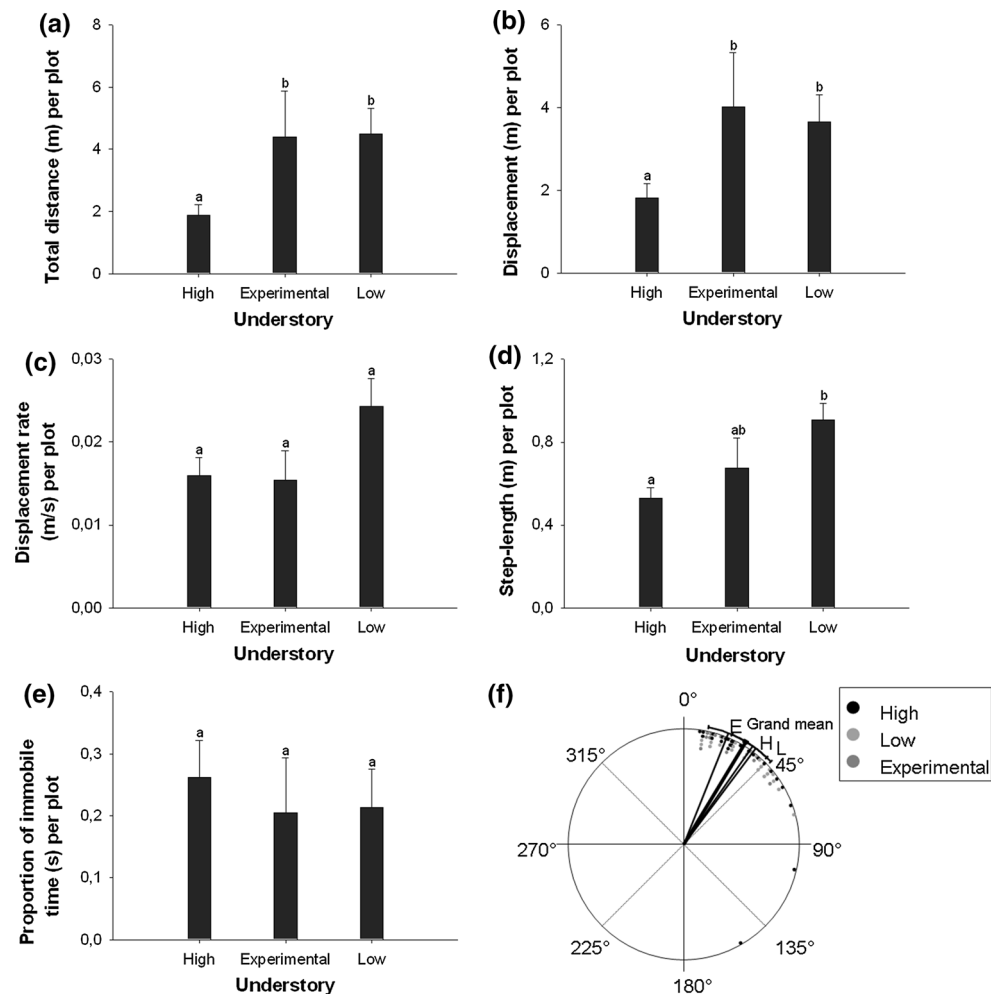 (a)
Total distance (m) per plot
8
6
4
2
0
a
b
b
High Experimental Low
Understory
(b)
Displacement (m) per plot
6
4
2
0
a
b
b
High Experimental Low
Understory
(c)
Displacement rate
(m/s) per plot
0,03
0,02
0,01
0,00
a
a
a
High Experimental Low
Understory
(d)
Step-length (m) per plot
1,2
0,8
0,4
0,0
a
ab
b
High Experimental Low
Understory
(e)
Proportion of immobile
time (s) per plot
0,4
0,3
0,2
0,1
0,0
a
a
a
High Experimental Low
Understory
(f)
0°
E Grand mean
H L
45°
90°
135°
180°
225°
270°
315°
High
Low
Experimental